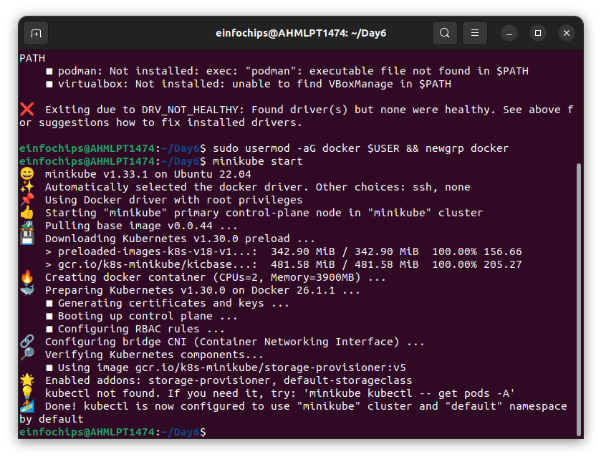 einfochips@AHMLPT1474: ~/Day6
PATH
■ podman: Not installed: exec: "podman": executable file not found in $PATH
■ virtualbox: Not installed: unable to find VBoxManage in $PATH
❌ Exiting due to DRV_NOT_HEALTHY: Found driver(s) but none were healthy. See above f
or suggestions how to fix installed drivers.
einfochips@AHMLPT1474:~/Day6$ sudo usermod -aG docker $USER && newgrp docker
einfochips@AHMLPT1474:~/Day6$ minikube start
😄 minikube v1.33.1 on Ubuntu 22.04
✨ Automatically selected the docker driver. Other choices: ssh, none
📌 Using Docker driver with root privileges
👍 Starting "minikube" primary control-plane node in "minikube" cluster
🚜 Pulling base image v0.0.44 ...
💾 Downloading Kubernetes v1.30.0 preload ...
> preloaded-images-k8s-v18-v1...: 342.90 MiB / 342.90 MiB 100.00% 156.66
> gcr.io/k8s-minikube/kicbase...: 481.58 MiB / 481.58 MiB 100.00% 205.27
🔥 Creating docker container (CPUs=2, Memory=3900MB) ...
🐳 Preparing Kubernetes v1.30.0 on Docker 26.1.1 ...
■ Generating certificates and keys ...
■ Booting up control plane ...
■ Configuring RBAC rules ...
🔗 Configuring bridge CNI (Container Networking Interface) ...
🔎 Verifying Kubernetes components...
■ Using image gcr.io/k8s-minikube/storage-provisioner:v5
🌟 Enabled addons: storage-provisioner, default-storageclass
💡 kubectl not found. If you need it, try: 'minikube kubectl -- get pods -A'
🏄 Done! kubectl is now configured to use "minikube" cluster and "default" namespace
by default
einfochips@AHMLPT1474:~/Day6$